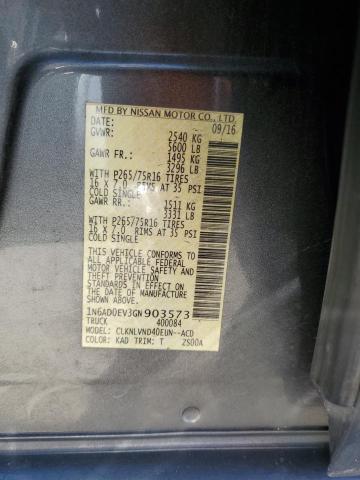 MFD BY NISSAN MOTOR CO., LTD
DATE: 09/16
GVWR: 2540 KG
5600 LB
GAWR FR.: 1495 KG
3296 LB
WITH P265/75R16 TIRES
16 X 7.0 RIMS AT 35 PSI
COLD SINGLE
GAWR RR.: 1511 KG
3331 LB
WITH P265/75R16 TIRES
16 X 7.0 RIMS AT 35 PSI
COLD SINGLE
THIS VEHICLE CONFORMS TO
ALL APPLICABLE FEDERAL
MOTOR VEHICLE SAFETY AND
THEFT PREVENTION STANDARDS
IN EFFECT ON THE DATE OF
MANUFACTURE SHOWN ABOVE.
1N6AD0EV3GN903573
TRUCK 400084
MODEL: CLKNLVND40EUN--ACD
COLOR: KAD TRIM: T 2S00A